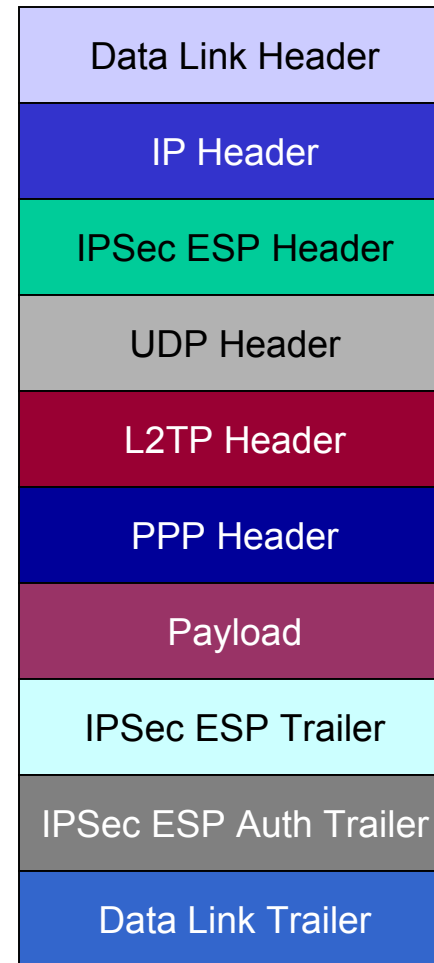 Data Link Header
IP Header
IPSec ESP Header
UDP Header
L2TP Header
PPP Header
Payload
IPSec ESP Trailer
IPSec ESP Auth Trailer
Data Link Trailer